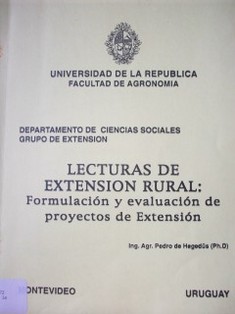 UNIVERSIDAD DE LA REPUBLICA
FACULTAD DE AGRONOMIA
DEPARTAMENTO DE CIENCIAS SOCIALES
GRUPO DE EXTENSION
LECTURAS DE
EXTENSION RURAL:
Formulación y evaluación de
proyectos de Extensión
Ing. Agr. Pedro de Hegedüs (Ph.D)
MONTEVIDEO URUGUAY